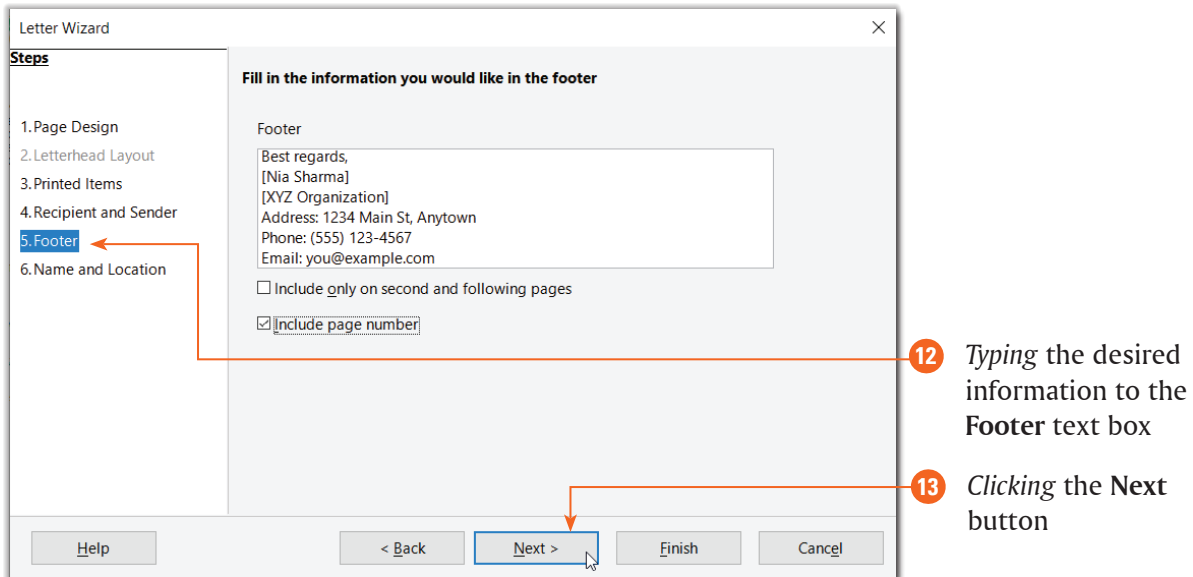 Letter Wizard
Steps
Fill in the information you would like in the footer
1. Page Design
2. Letterhead Layout
3. Printed Items
4. Recipient and Sender
5. Footer
6. Name and Location
Footer
Best regards,
[Nia Sharma]
[XYZ Organization]
Address: 1234 Main St, Anytown
Phone: (555) 123-4567
Email: you@example.com
Include only on second and following pages
Include page number
12 Typing the desired
information to the
Footer text box
13 Clicking the Next
button
Help
< Back
Next >
Finish
Cancel